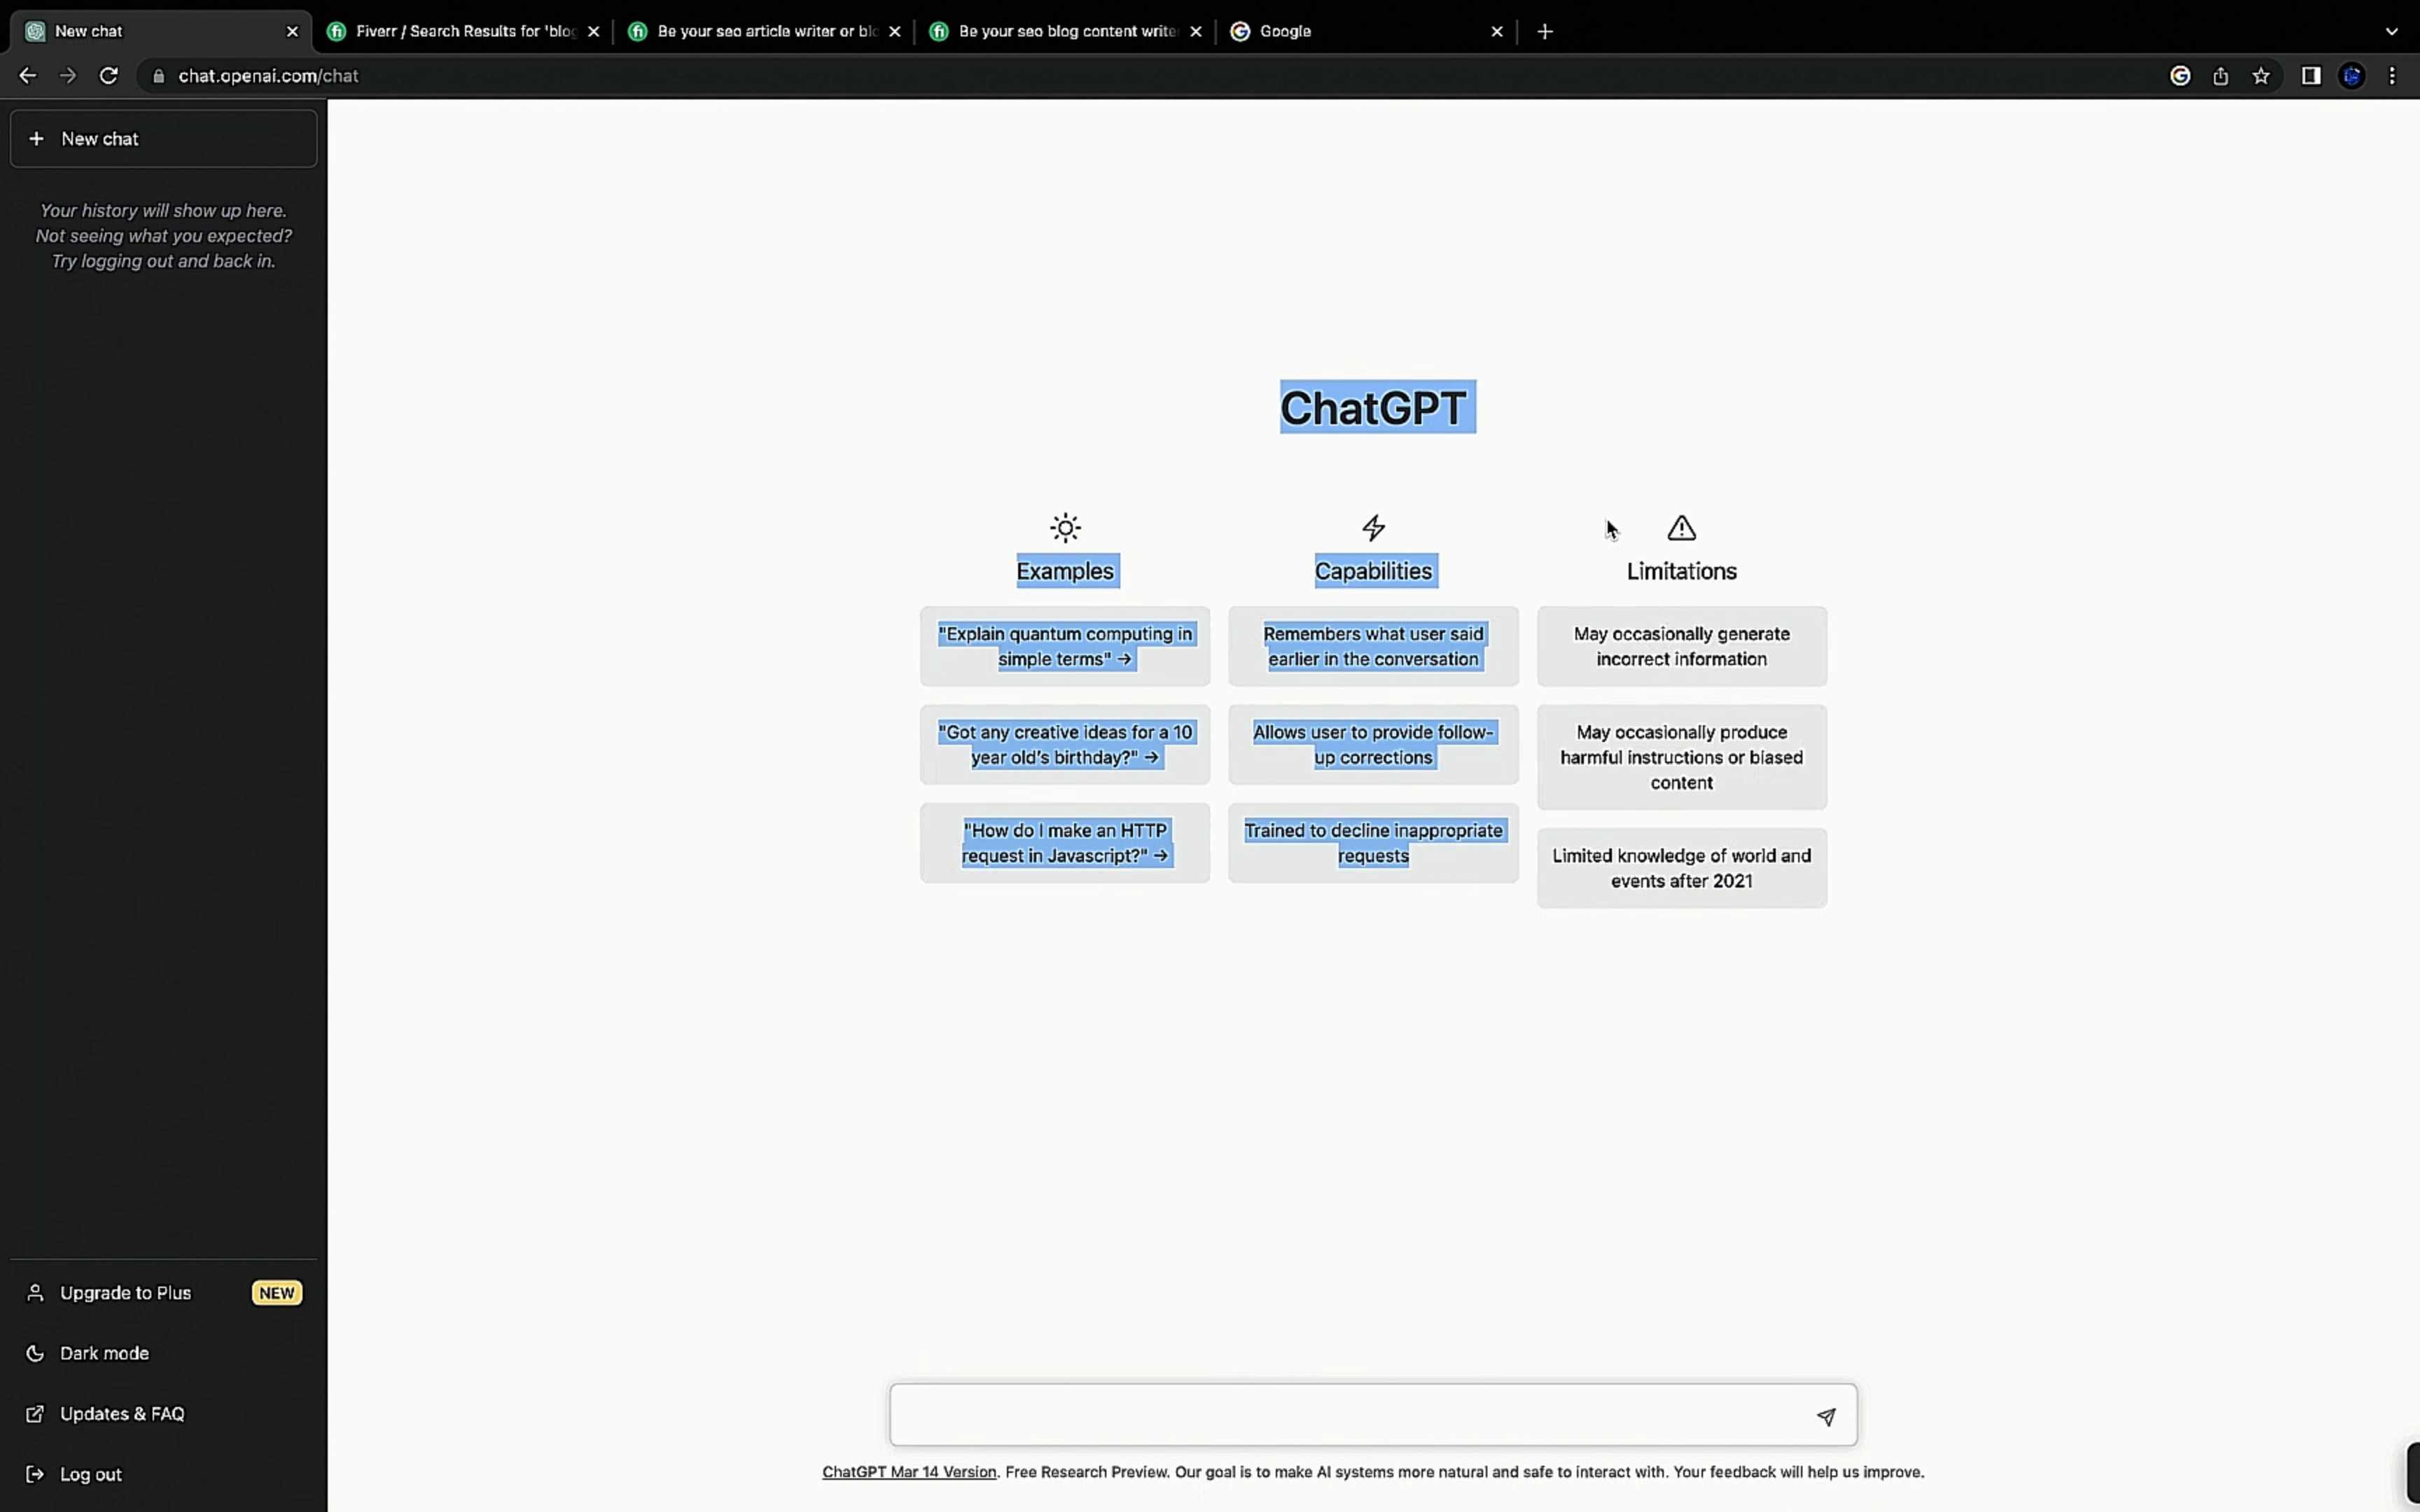 New chat
Fiverr / Search Results for 'blog
Be your seo article writer or blo
Be your seo blog content write
Google
chat.openai.com/chat
New chat
Your history will show up here.
Not seeing what you expected?
Try logging out and back in.
ChatGPT
Examples
"Explain quantum computing in
simple terms" →
"Got any creative ideas for a 10
year old's birthday?" →
"How do I make an HTTP
request in Javascript?" →
Capabilities
Remembers what user said
earlier in the conversation
Allows user to provide follow-
up corrections
Trained to decline inappropriate
requests
Limitations
May occasionally generate
incorrect information
May occasionally produce
harmful instructions or biased
content
Limited knowledge of world and
events after 2021
Upgrade to Plus NEW
Dark mode
Updates & FAQ
Log out
ChatGPT Mar 14 Version. Free Research Preview. Our goal is to make AI systems more natural and safe to interact with. Your feedback will help us improve.